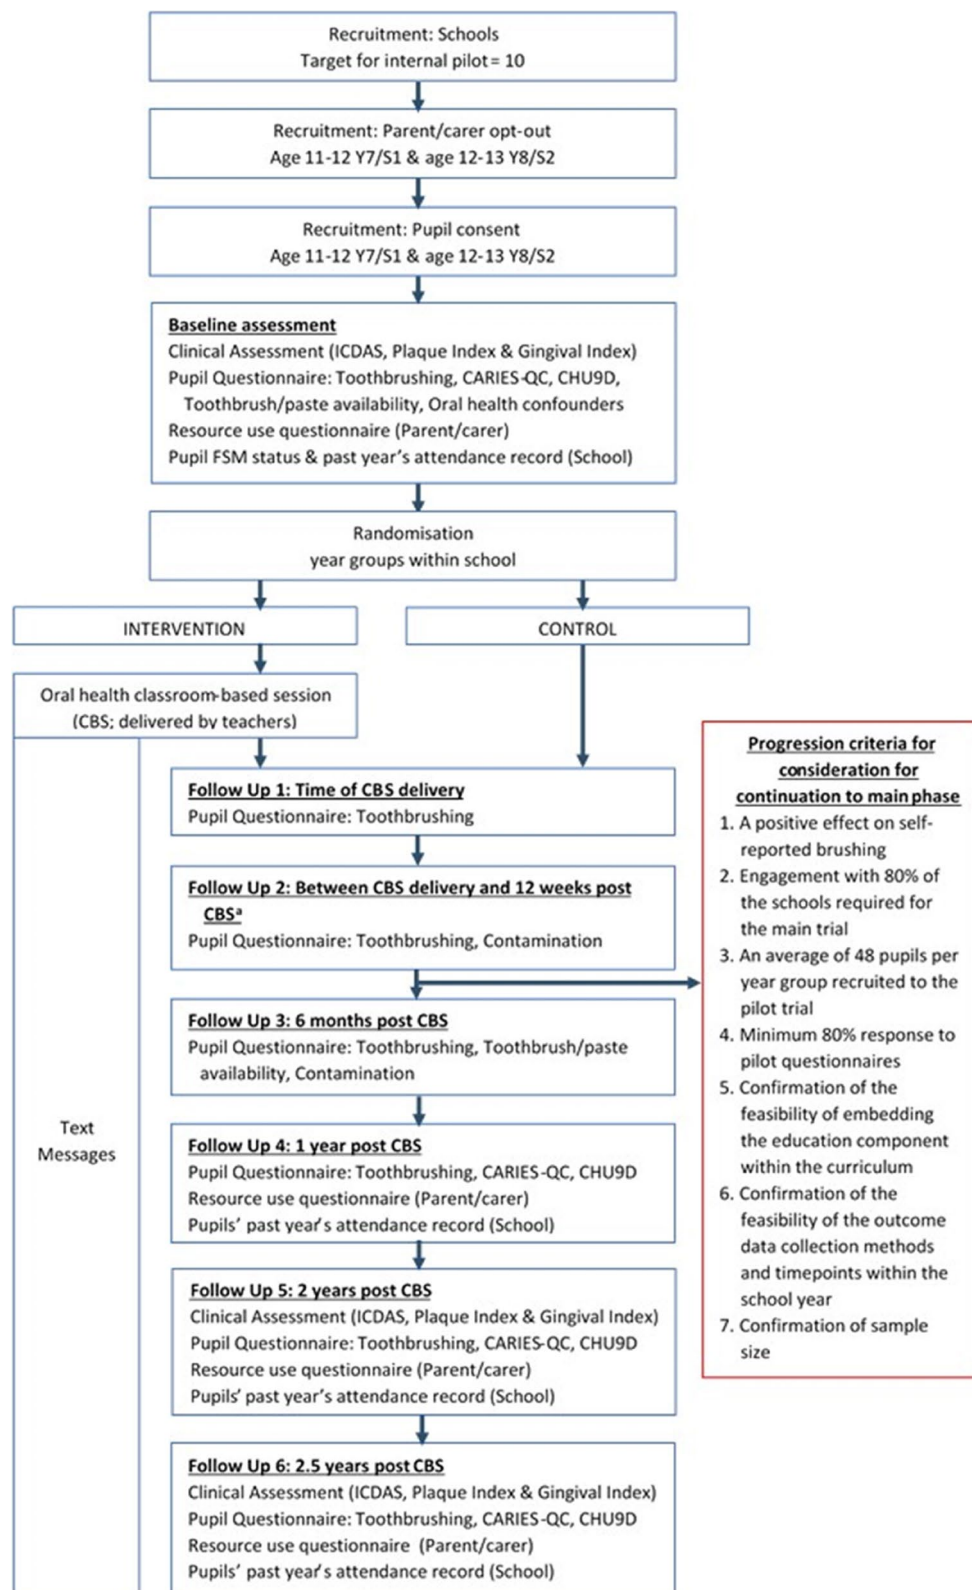 Recruitment: Schools
Target for internal pilot = 10
Recruitment: Parent/carer opt-out
Age 11-12 Y7/S1 & age 12-13 Y8/S2
Recruitment: Pupil consent
Age 11-12 Y7/S1 & age 12-13 Y8/S2
Baseline assessment
Clinical Assessment (ICDAS, Plaque Index & Gingival Index)
Pupil Questionnaire: Toothbrushing, CARIES-QC, CHU9D,
Toothbrush/paste availability, Oral health confounders
Resource use questionnaire (Parent/carer)
Pupil FSM status & past year's attendance record (School)
Randomisation
year groups within school
INTERVENTION
CONTROL
Oral health classroom-based session
(CBS; delivered by teachers)
Text
Messages
Follow Up 1: Time of CBS delivery
Pupil Questionnaire: Toothbrushing
Follow Up 2: Between CBS delivery and 12 weeks post
CBSᵃ
Pupil Questionnaire: Toothbrushing, Contamination
Follow Up 3: 6 months post CBS
Pupil Questionnaire: Toothbrushing, Toothbrush/paste
availability, Contamination
Follow Up 4: 1 year post CBS
Pupil Questionnaire: Toothbrushing, CARIES-QC, CHU9D
Resource use questionnaire (Parent/carer)
Pupils' past year's attendance record (School)
Follow Up 5: 2 years post CBS
Clinical Assessment (ICDAS, Plaque Index & Gingival Index)
Pupil Questionnaire: Toothbrushing, CARIES-QC, CHU9D
Resource use questionnaire (Parent/carer)
Pupils' past year's attendance record (School)
Follow Up 6: 2.5 years post CBS
Clinical Assessment (ICDAS, Plaque Index & Gingival Index)
Pupil Questionnaire: Toothbrushing, CARIES-QC, CHU9D
Resource use questionnaire (Parent/carer)
Pupils' past year's attendance record (School)
Progression criteria for
consideration for
continuation to main phase
1. A positive effect on self-
reported brushing
2. Engagement with 80% of
the schools required for
the main trial
3. An average of 48 pupils per
year group recruited to the
pilot trial
4. Minimum 80% response to
pilot questionnaires
5. Confirmation of the
feasibility of embedding
the education component
within the curriculum
6. Confirmation of the
feasibility of the outcome
data collection methods
and timepoints within the
school year
7. Confirmation of sample
size